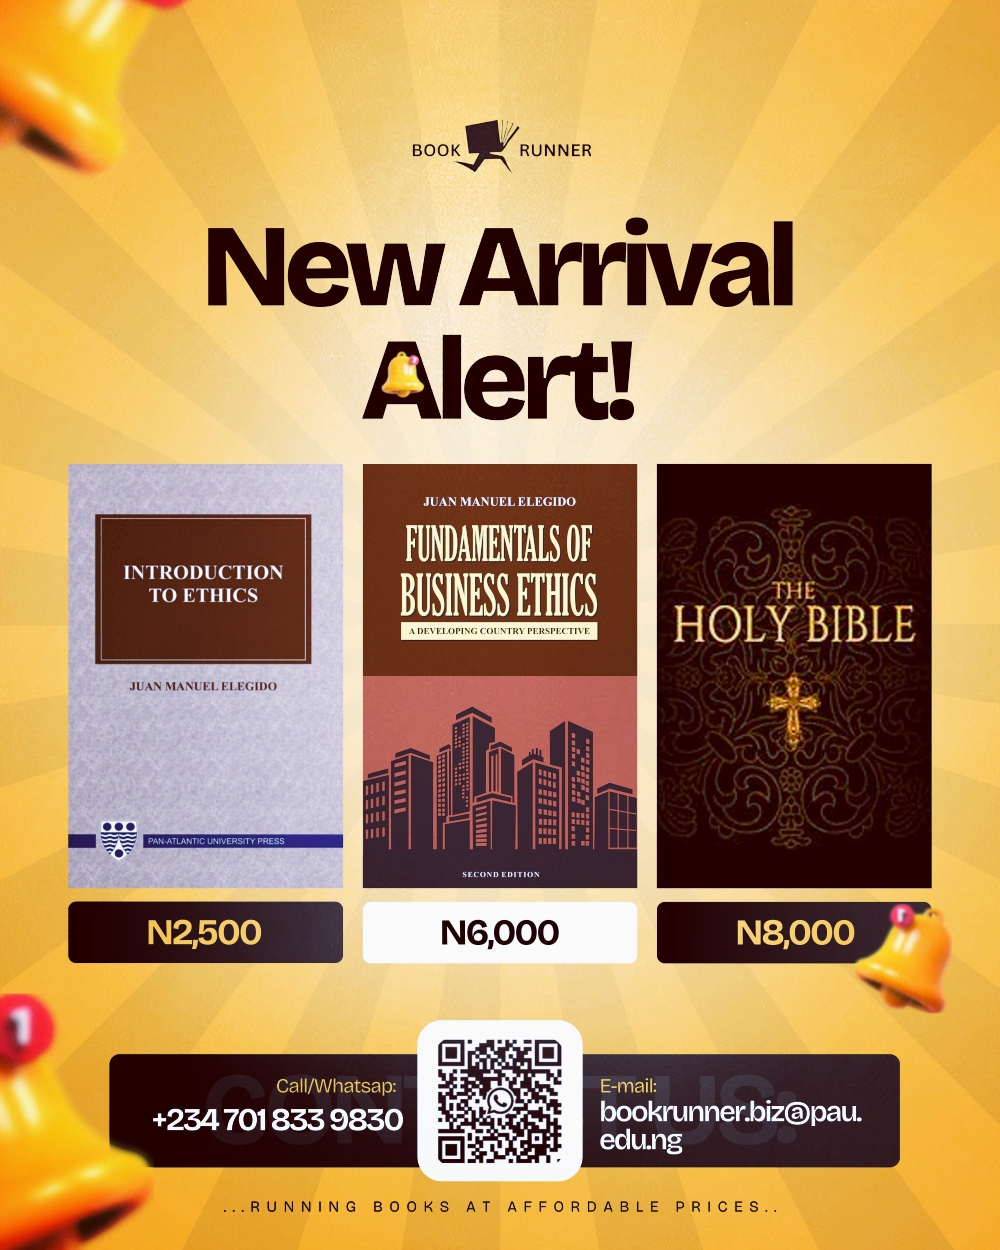 BOOK RUNNER
New Arrival
Alert!
INTRODUCTION
TO ETHICS
JUAN MANUEL ELEGIDO
PAN-ATLANTIC UNIVERSITY PRESS
JUAN MANUEL ELEGIDO
FUNDAMENTALS OF
BUSINESS ETHICS
A DEVELOPING COUNTRY PERSPECTIVE
SECOND EDITION
THE
HOLY BIBLE
N2,500
N6,000
N8,000
1
Call/Whatsap:
+234 701 833 9830
E-mail:
bookrunner.biz@pau.
edu.ng
...RUNNING BOOKS AT AFFORDABLE PRICES..